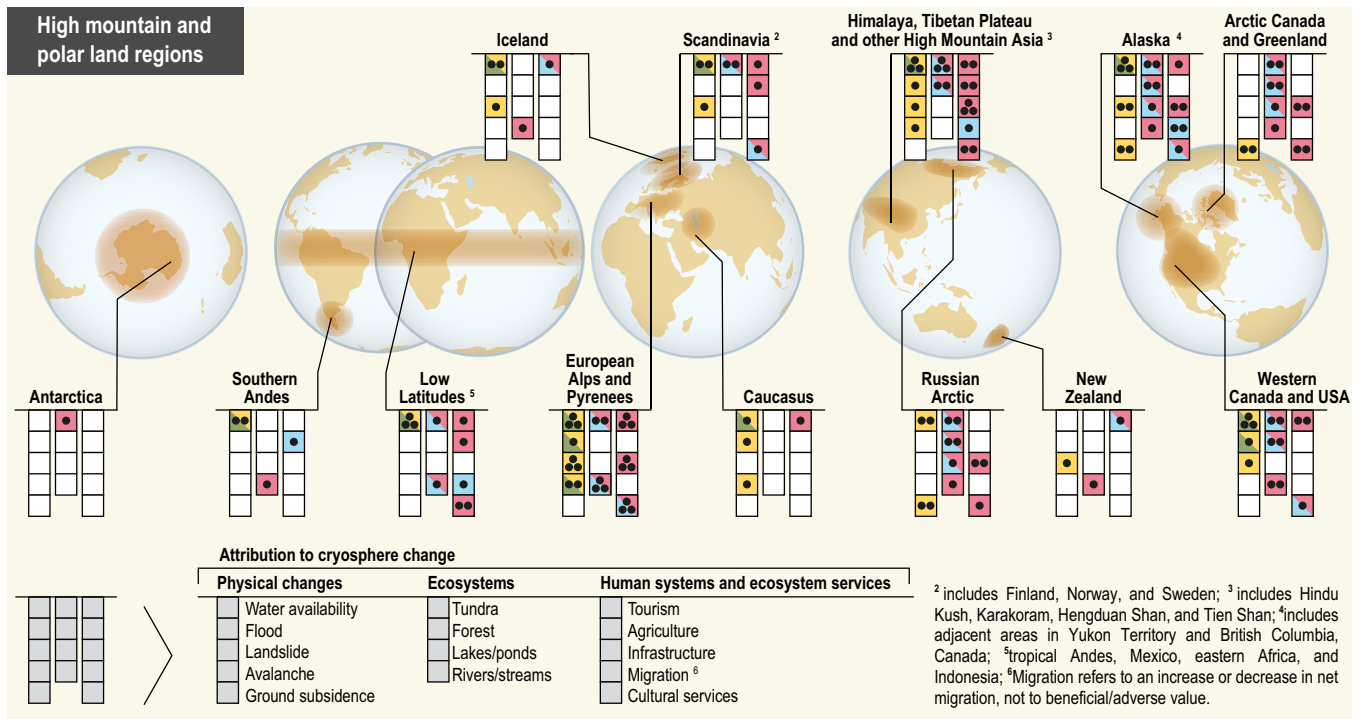 High mountain and
polar land regions
Iceland
Scandinavia ²
Himalaya, Tibetan Plateau
and other High Mountain Asia ³
Alaska ⁴
Arctic Canada
and Greenland
Antarctica
Southern
Andes
Low
Latitudes ⁵
European
Alps and
Pyrenees
Caucasus
Russian
Arctic
New
Zealand
Western
Canada and USA
Attribution to cryosphere change
Physical changes
Water availability
Flood
Landslide
Avalanche
Ground subsidence
Ecosystems
Tundra
Forest
Lakes/ponds
Rivers/streams
Human systems and ecosystem services
Tourism
Agriculture
Infrastructure
Migration ⁶
Cultural services
² includes Finland, Norway, and Sweden; ³ includes Hindu
Kush, Karakoram, Hengduan Shan, and Tien Shan; ⁴includes
adjacent areas in Yukon Territory and British Columbia,
Canada; ⁵tropical Andes, Mexico, eastern Africa, and
Indonesia; ⁶Migration refers to an increase or decrease in net
migration, not to beneficial/adverse value.